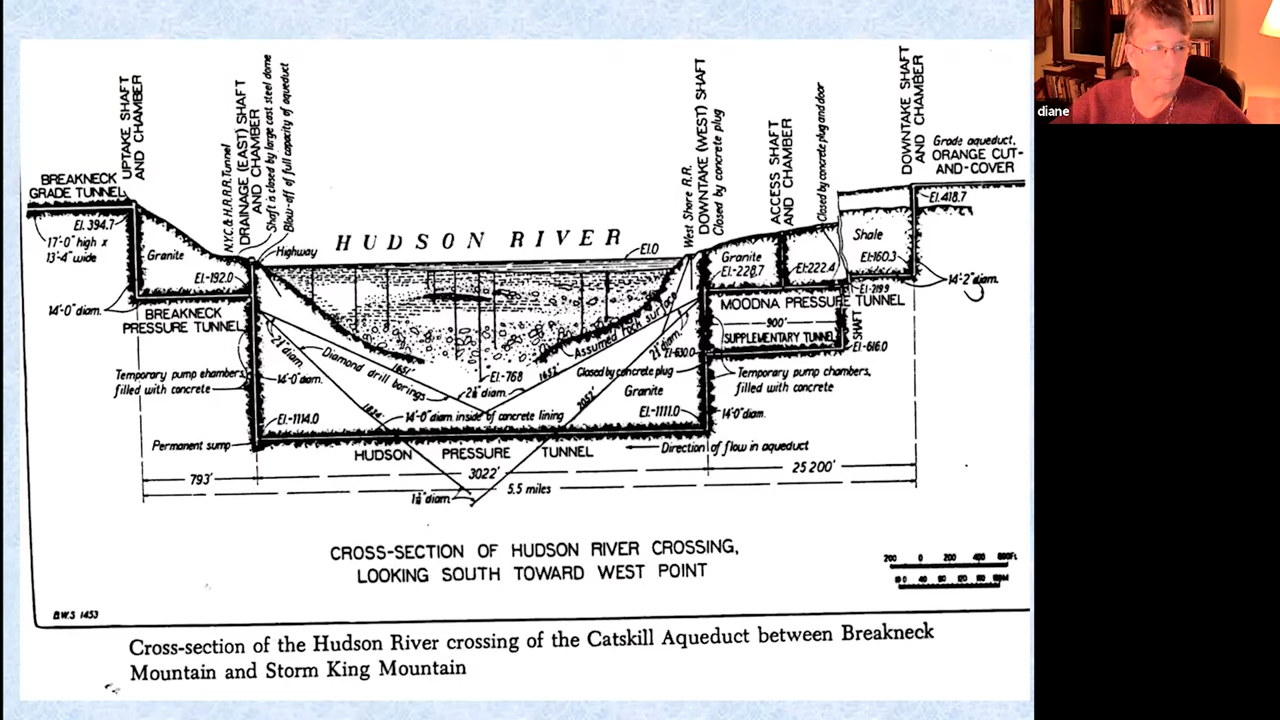 UPTAKE SHAFT
AND CHAMBER
N.Y.C.& H.R.R.R. Tunnel
DRAINAGE (EAST) SHAFT
AND CHAMBER
Shaft is closed by large cast steel dome
Blow-off of full capacity of aqueduct
West Shore R.R.
DOWNTAKE (WEST) SHAFT
Closed by concrete plug
ACCESS SHAFT
AND CHAMBER
Closed by concrete plug and door
DOWNTAKE SHAFT
AND CHAMBER
diane
Grade aqueduct,
ORANGE CUT-
AND-COVER
BREAKNECK
GRADE TUNNEL
El. 394.7
17'-0" high x
13'-4" wide
Granite
Highway
HUDSON RIVER
El.0
El.418.7
Shale
Granite
El.-228.7
El.-222.4
El.-160.3
El.-192.0
El.-219.9
14'-2" diam.
14'-0" diam.
BREAKNECK
PRESSURE TUNNEL
MOODNA PRESSURE TUNNEL
900'
SUPPLEMENTARY TUNNEL
SHAFT
El.-616.0
Assumed rock surface
El.-630.0
Diamond drill borings
1651'
1652'
El.-768
Closed by concrete plug
Temporary pump chambers,
filled with concrete
14'-0" diam.
Granite
Temporary pump chambers,
filled with concrete
2052'
El.-1114.0
14'-0" diam. inside of concrete lining
El.-1111.0
14'-0" diam.
Permanent sump
HUDSON PRESSURE TUNNEL
Direction of flow in aqueduct
793'
3022'
25 200'
5.5 miles
CROSS-SECTION OF HUDSON RIVER CROSSING,
LOOKING SOUTH TOWARD WEST POINT
200 0 200 400
B.W.S 1453
Cross-section of the Hudson River crossing of the Catskill Aqueduct between Breakneck
Mountain and Storm King Mountain